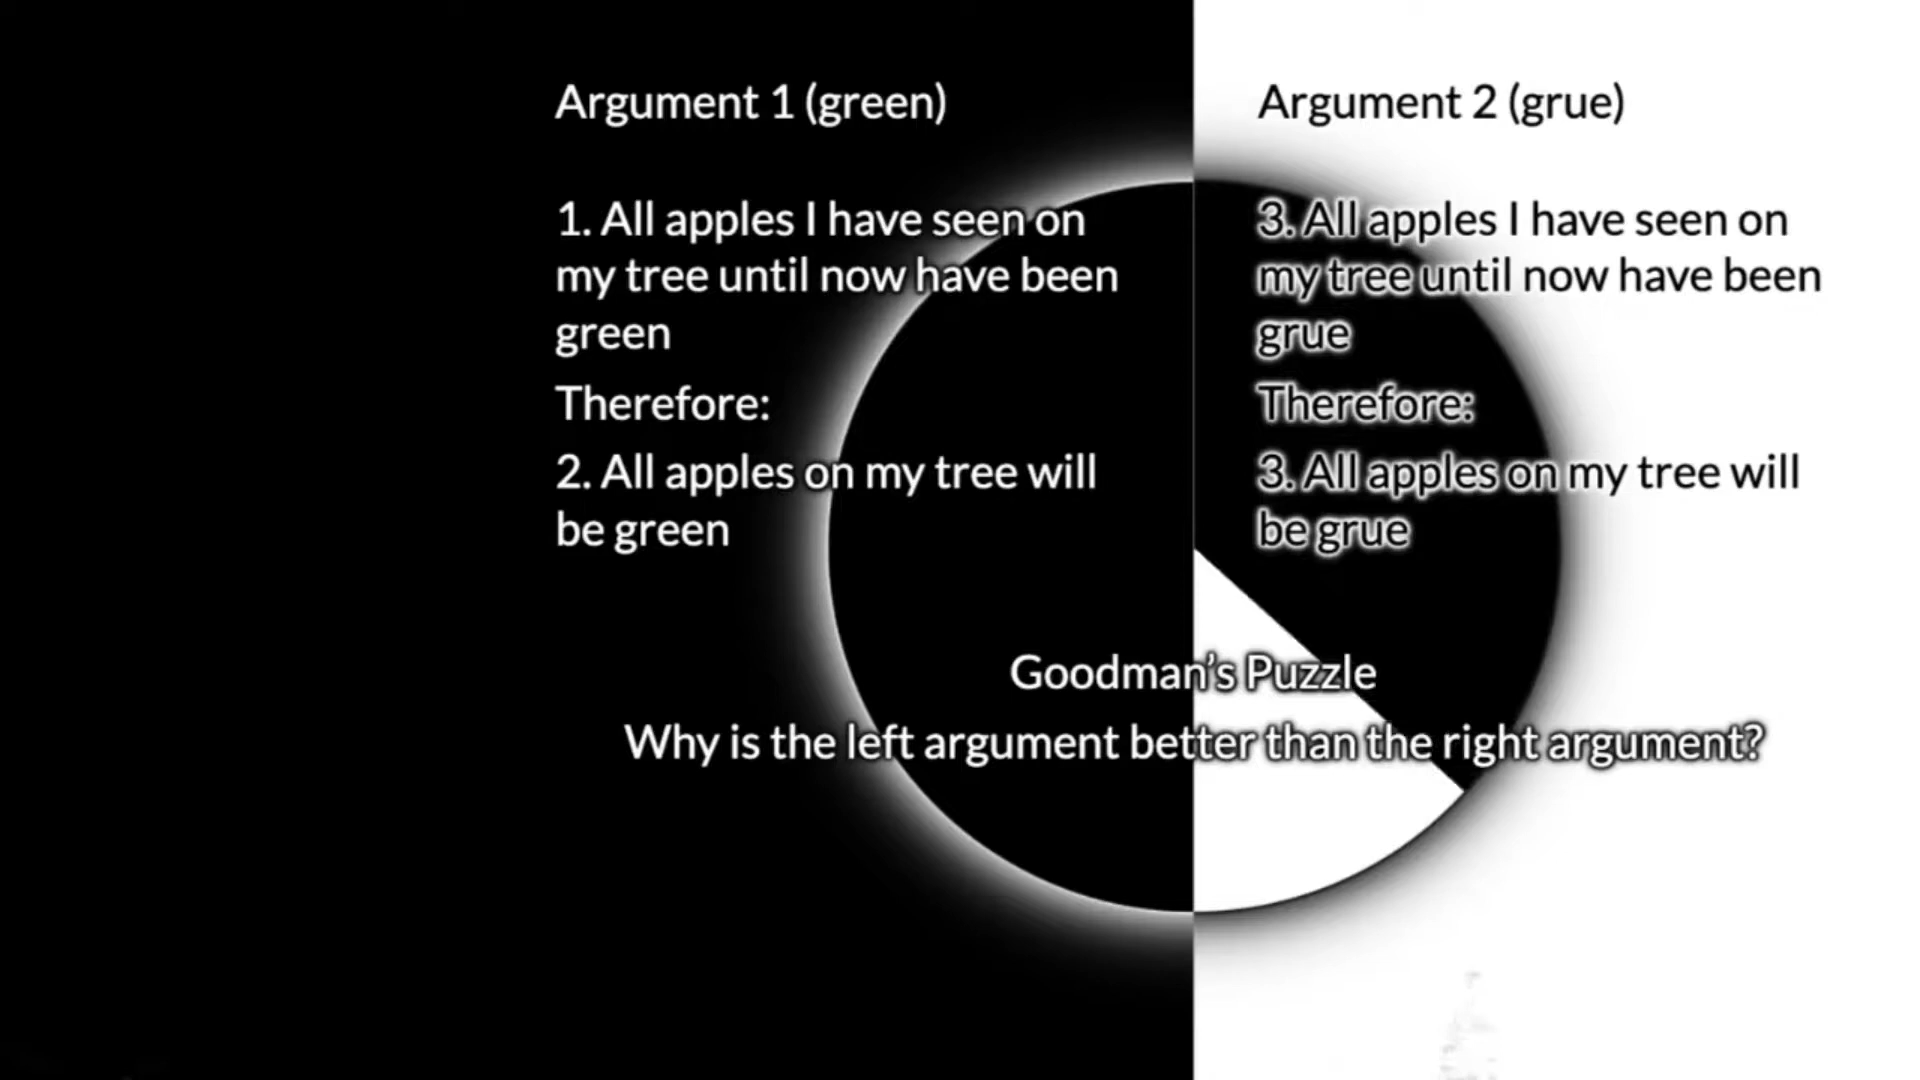 Argument 1 (green)
1. All apples I have seen on
my tree until now have been
green
Therefore:
2. All apples on my tree will
be green
Argument 2 (grue)
3. All apples I have seen on
my tree until now have been
grue
Therefore:
3. All apples on my tree will
be grue
Goodman's Puzzle
Why is the left argument better than the right argument?